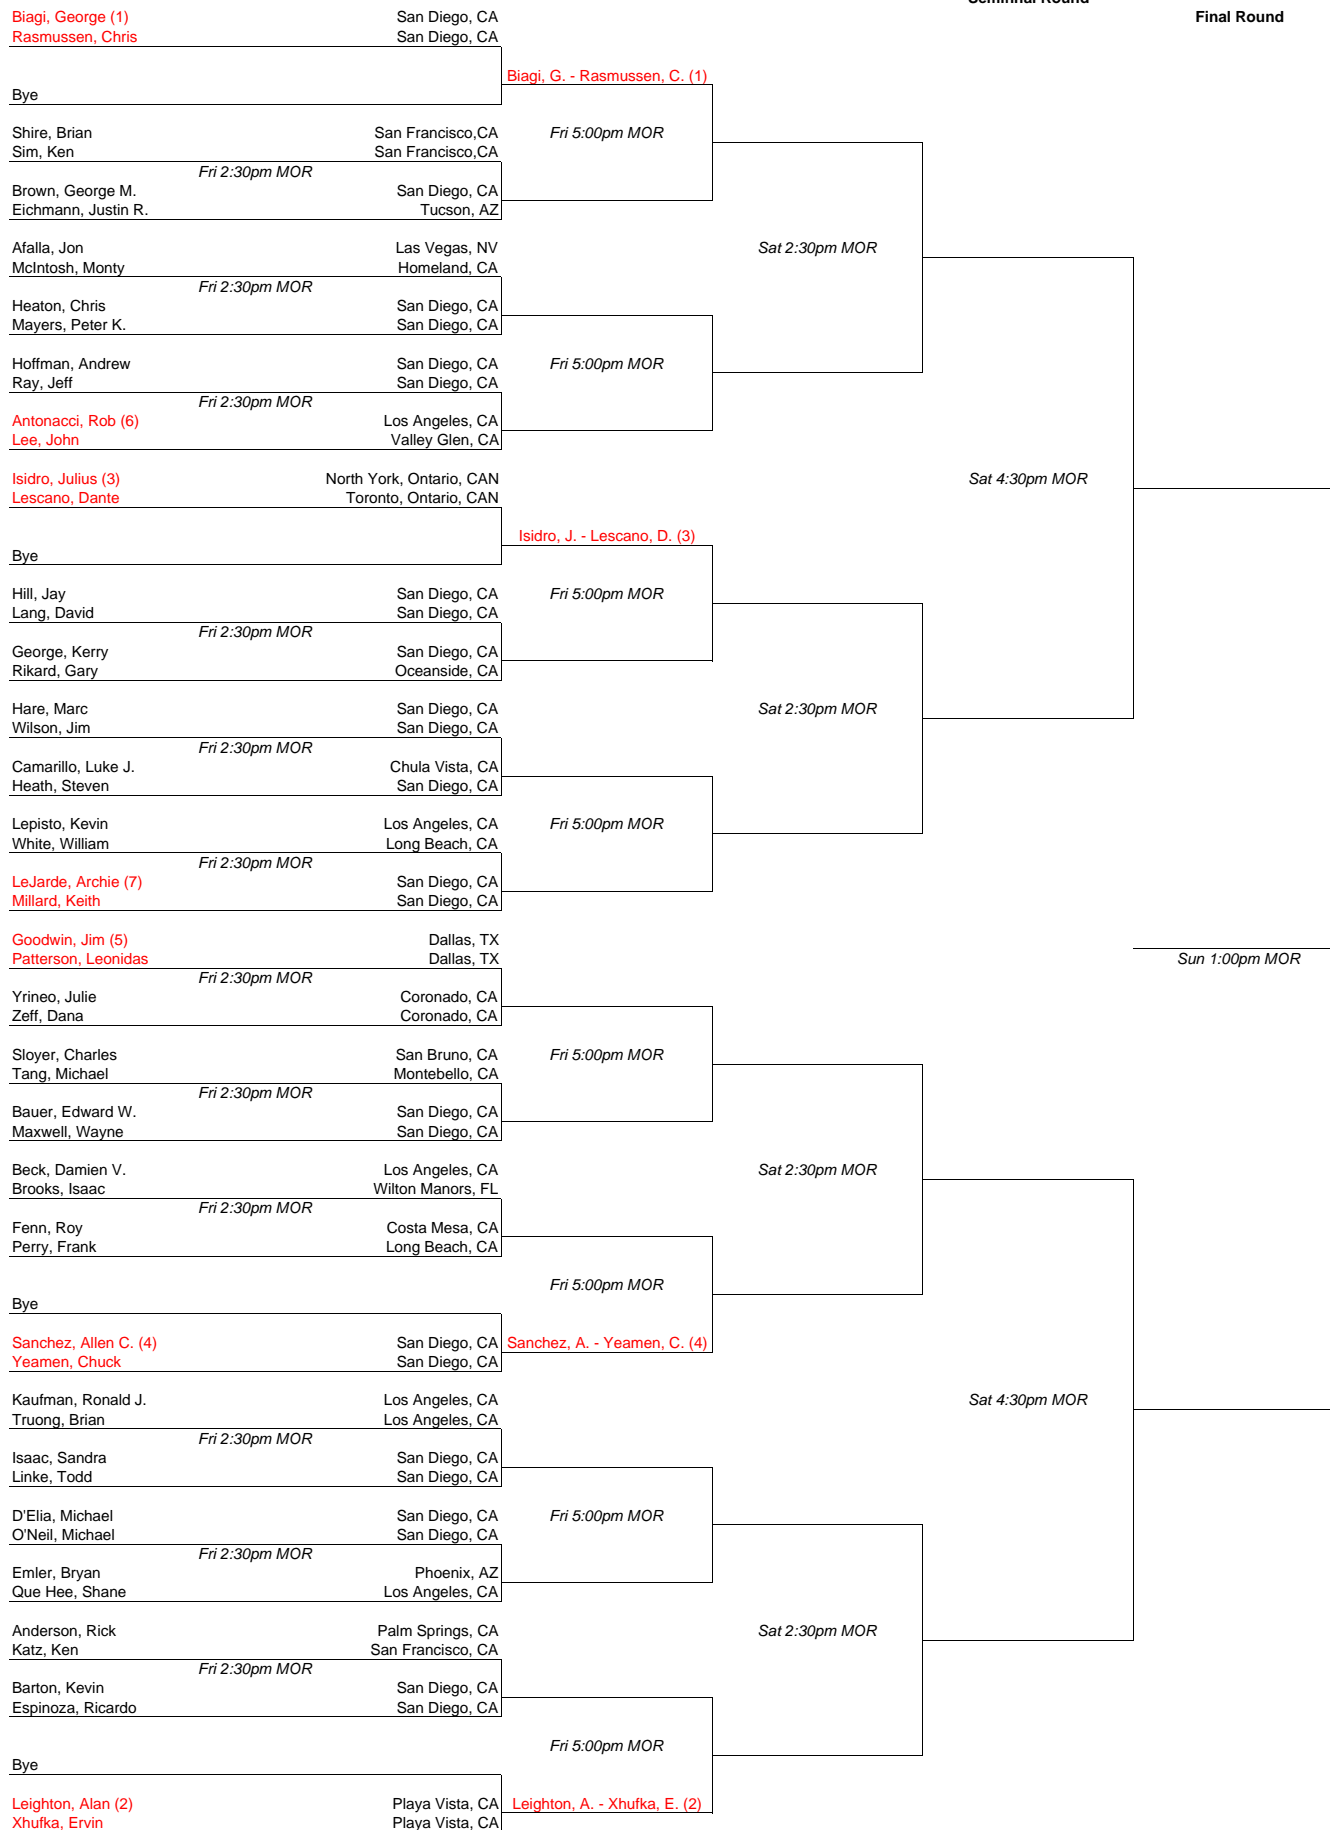 Seminnal Round
Final Round
Biagi, George (1) San Diego, CA
Rasmussen, Chris San Diego, CA
Biagi, G. - Rasmussen, C. (1)
Bye
Shire, Brian San Francisco,CA Fri 5:00pm MOR
Sim, Ken San Francisco,CA
Fri 2:30pm MOR
Brown, George M. San Diego, CA
Eichmann, Justin R. Tucson, AZ
Afalla, Jon Las Vegas, NV Sat 2:30pm MOR
McIntosh, Monty Homeland, CA
Fri 2:30pm MOR
Heaton, Chris San Diego, CA
Mayers, Peter K. San Diego, CA
Hoffman, Andrew San Diego, CA Fri 5:00pm MOR
Ray, Jeff San Diego, CA
Fri 2:30pm MOR
Antonacci, Rob (6) Los Angeles, CA
Lee, John Valley Glen, CA
Isidro, Julius (3) North York, Ontario, CAN Sat 4:30pm MOR
Lescano, Dante Toronto, Ontario, CAN
Isidro, J. - Lescano, D. (3)
Bye
Hill, Jay San Diego, CA Fri 5:00pm MOR
Lang, David San Diego, CA
Fri 2:30pm MOR
George, Kerry San Diego, CA
Rikard, Gary Oceanside, CA
Hare, Marc San Diego, CA Sat 2:30pm MOR
Wilson, Jim San Diego, CA
Fri 2:30pm MOR
Camarillo, Luke J. Chula Vista, CA
Heath, Steven San Diego, CA
Lepisto, Kevin Los Angeles, CA Fri 5:00pm MOR
White, William Long Beach, CA
Fri 2:30pm MOR
LeJarde, Archie (7) San Diego, CA
Millard, Keith San Diego, CA
Goodwin, Jim (5) Dallas, TX
Patterson, Leonidas Dallas, TX Sun 1:00pm MOR
Fri 2:30pm MOR
Yrineo, Julie Coronado, CA
Zeff, Dana Coronado, CA
Sloyer, Charles San Bruno, CA Fri 5:00pm MOR
Tang, Michael Montebello, CA
Fri 2:30pm MOR
Bauer, Edward W. San Diego, CA
Maxwell, Wayne San Diego, CA
Beck, Damien V. Los Angeles, CA Sat 2:30pm MOR
Brooks, Isaac Wilton Manors, FL
Fri 2:30pm MOR
Fenn, Roy Costa Mesa, CA
Perry, Frank Long Beach, CA
Fri 5:00pm MOR
Bye
Sanchez, Allen C. (4) San Diego, CA Sanchez, A. - Yeamen, C. (4)
Yeamen, Chuck San Diego, CA
Kaufman, Ronald J. Los Angeles, CA Sat 4:30pm MOR
Truong, Brian Los Angeles, CA
Fri 2:30pm MOR
Isaac, Sandra San Diego, CA
Linke, Todd San Diego, CA
D'Elia, Michael San Diego, CA Fri 5:00pm MOR
O'Neil, Michael San Diego, CA
Fri 2:30pm MOR
Emler, Bryan Phoenix, AZ
Que Hee, Shane Los Angeles, CA
Anderson, Rick Palm Springs, CA Sat 2:30pm MOR
Katz, Ken San Francisco, CA
Fri 2:30pm MOR
Barton, Kevin San Diego, CA
Espinoza, Ricardo San Diego, CA
Fri 5:00pm MOR
Bye
Leighton, Alan (2) Playa Vista, CA Leighton, A. - Xhufka, E. (2)
Xhufka, Ervin Playa Vista, CA